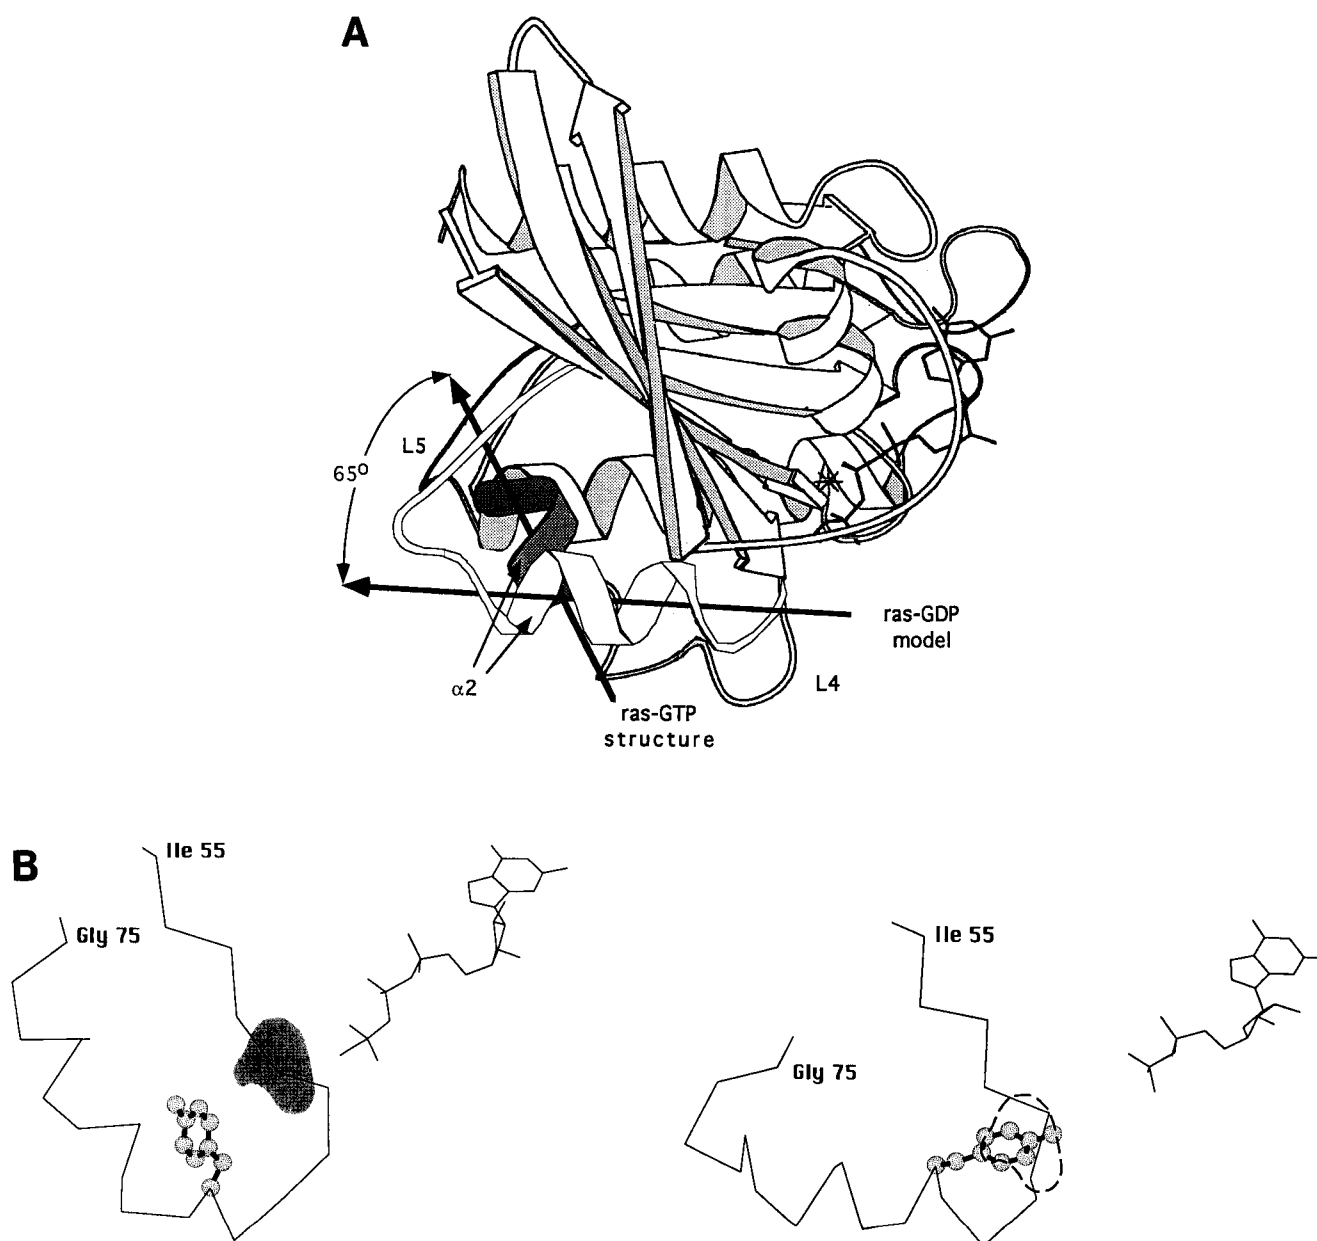 A
L5
65°
ras-GDP
model
α2
L4
ras-GTP
structure
B
Ile 55
Gly 75
Ile 55
Gly 75